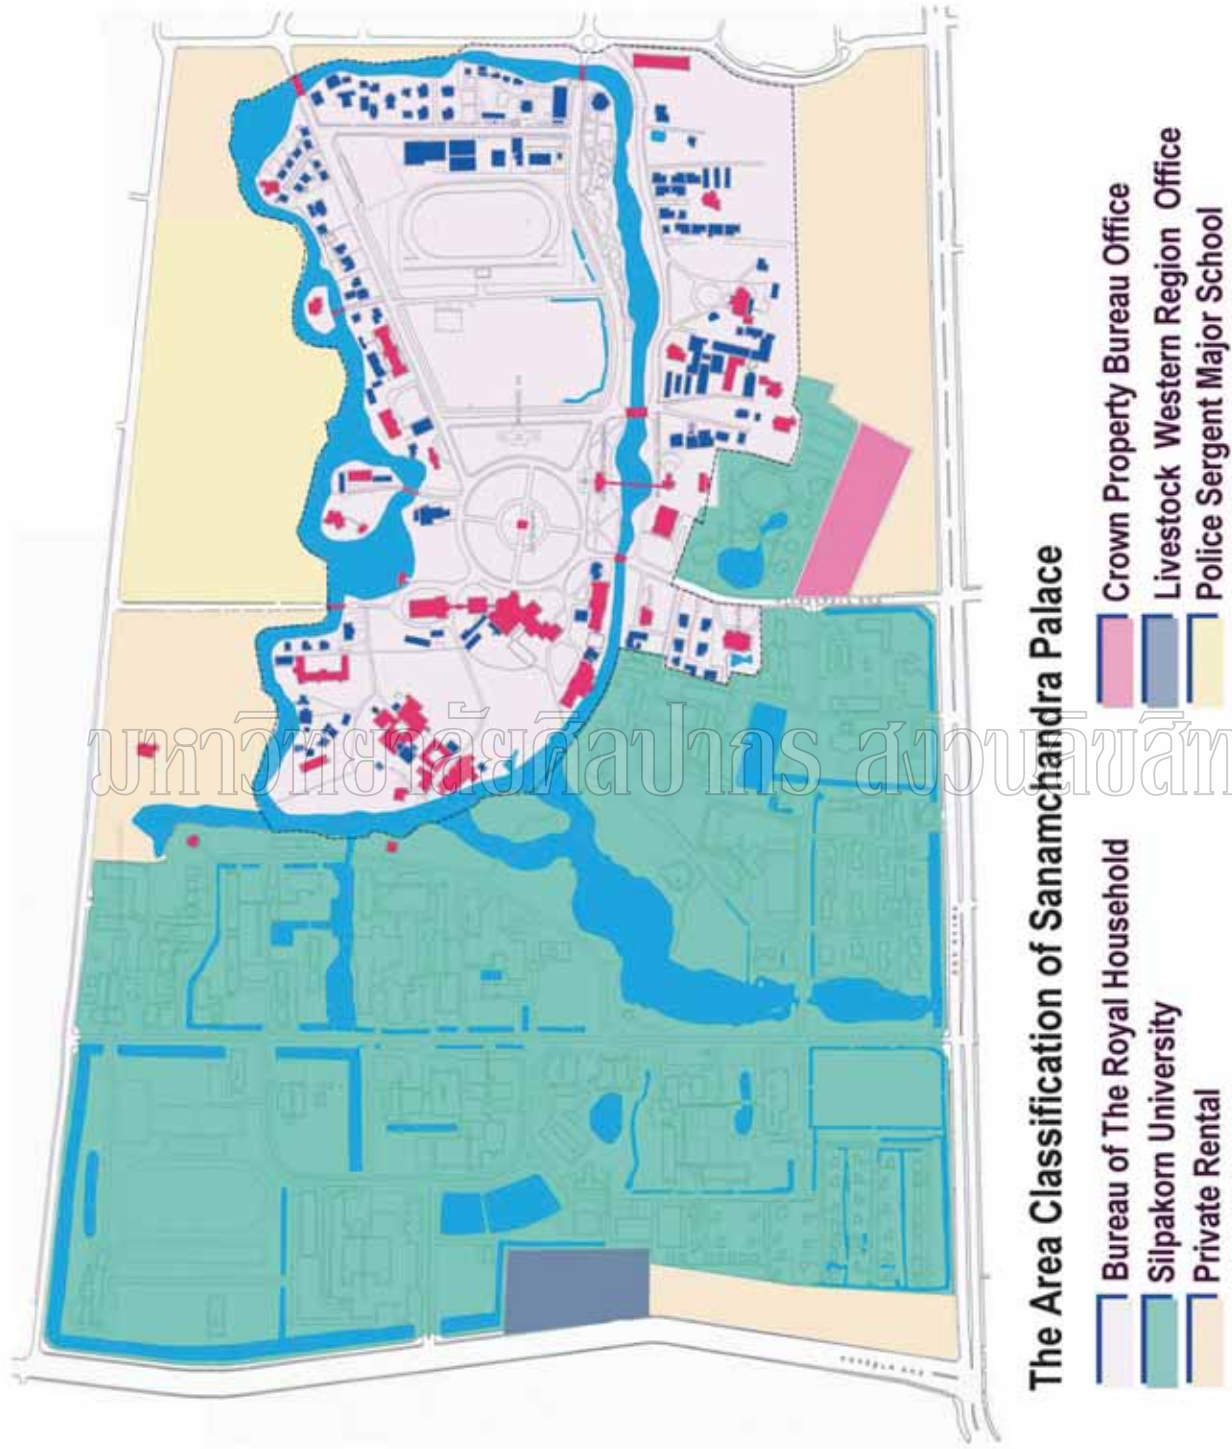 The Area Classification of Sanamchandra Palace
Bureau of The Royal Household
Silpakorn University
Private Rental
Crown Property Bureau Office
Livestock Western Region Office
Police Sergent Major School
มหาวิทยาลัยศิลปากร สงวนลิขสิท